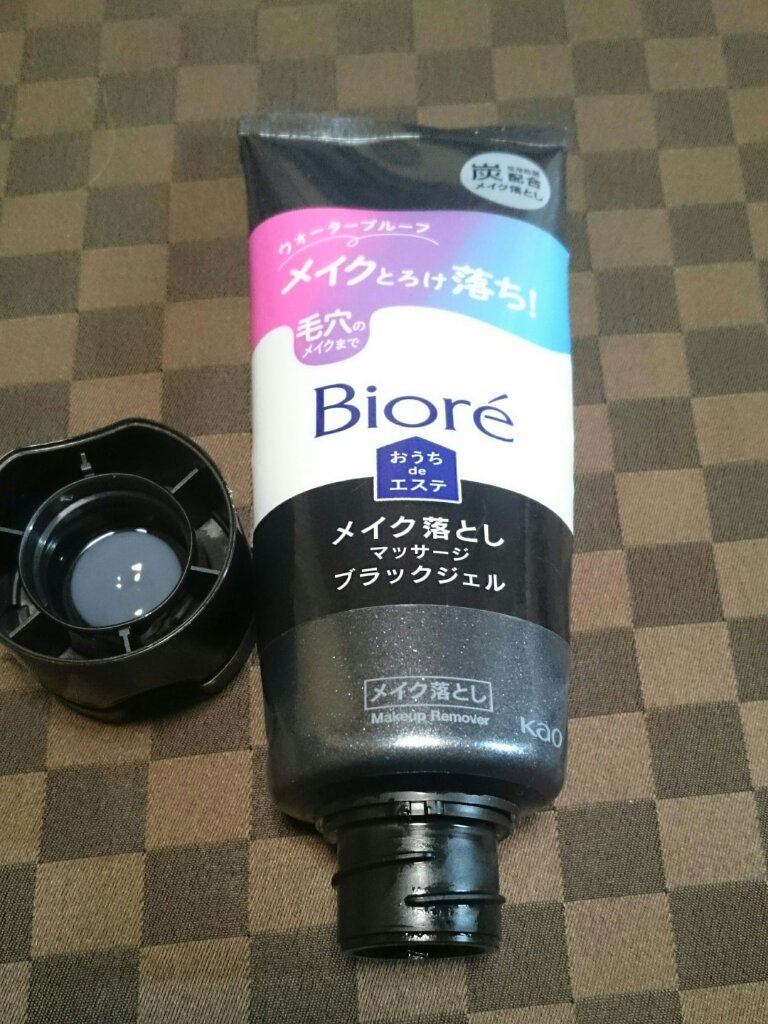 炭
配合
メイク落とし
ウォータープルーフ
メイクとろけ落ち!
毛穴の
メイクまで
Bioré
おうち
de
エステ
メイク落とし
マッサージ
ブラックジェル
メイク落とし
Makeup Remover
Kao